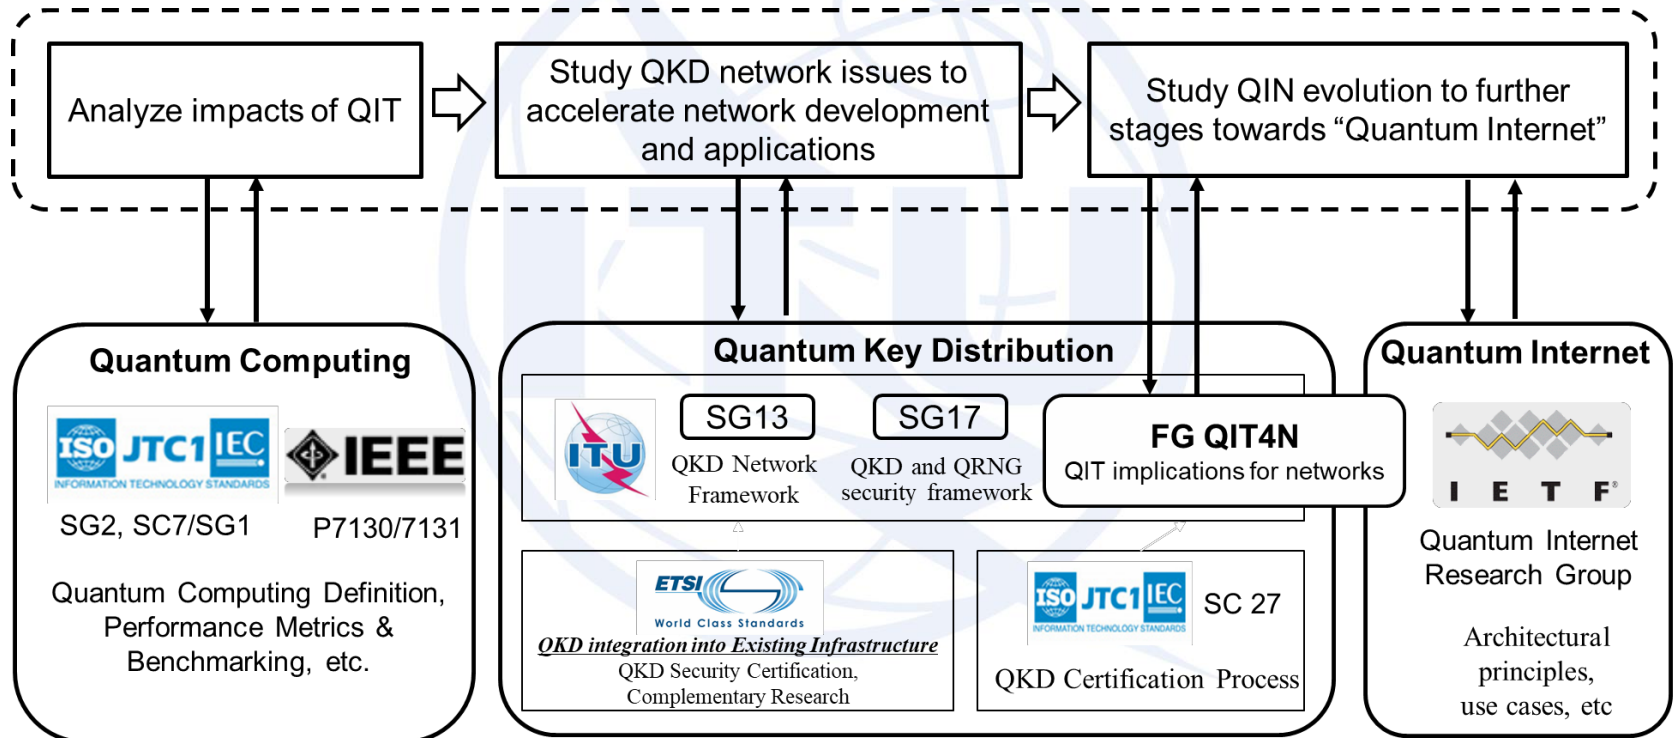 Analyze impacts of QIT
Study QKD network issues to
accelerate network development
and applications
Study QIN evolution to further
stages towards “Quantum Internet”
ITU
Quantum Computing
ISO JTC1 IEC
INFORMATION TECHNOLOGY STANDARDS
IEEE
SG2, SC7/SG1
P7130/7131
Quantum Computing Definition,
Performance Metrics &
Benchmarking, etc.
Quantum Key Distribution
ITU
SG13
QKD Network
Framework
SG17
QKD and QRNG
security framework
FG QIT4N
QIT implications for networks
ETSI
World Class Standards
QKD integration into Existing Infrastructure
QKD Security Certification,
Complementary Research
ISO JTC1 IEC
INFORMATION TECHNOLOGY STANDARDS
SC 27
QKD Certification Process
Quantum Internet
I E T F®
Quantum Internet
Research Group
Architectural
principles,
use cases, etc